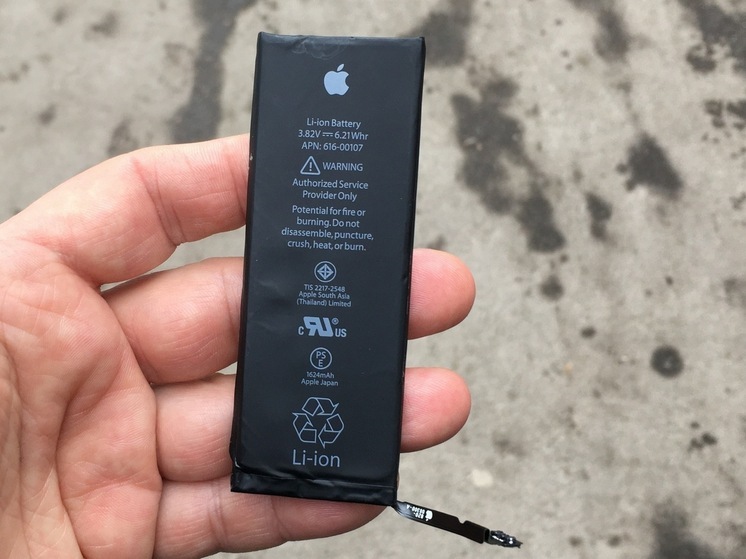 Li-ion Battery
3.82V⎓6.21Whr
APN: 616-00107
WARNING
Authorized Service
Provider Only
Potential for fire or
burning. Do not
disassemble, puncture,
crush, heat, or burn.
TIS 2217-2548
Apple South Asia
(Thailand) Limited
c RU ® US
PS
E
1624mAh
Apple Japan
Li-ion